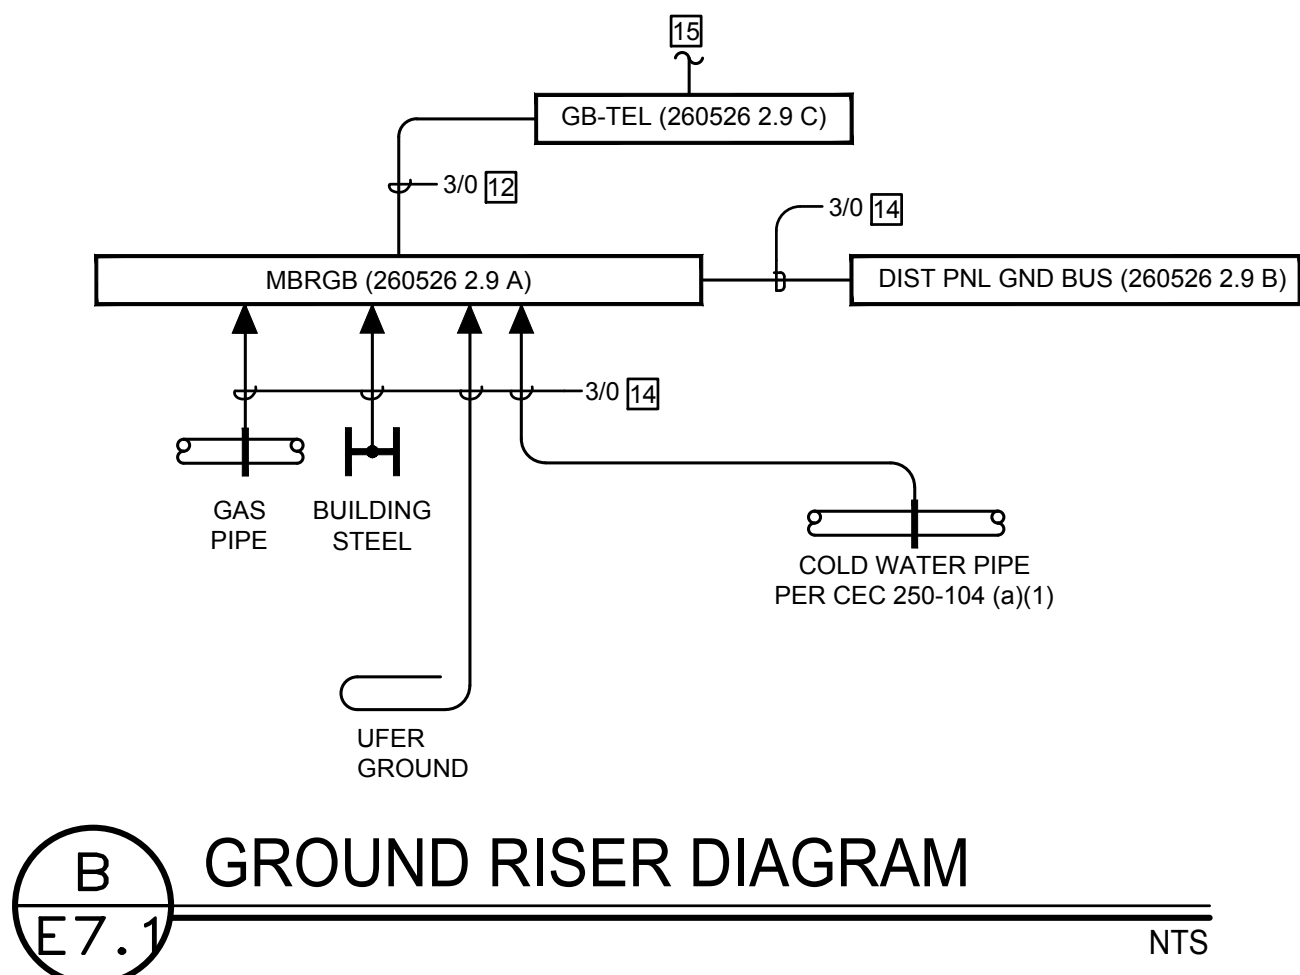 15
GB-TEL (260526 2.9 C)
3/0 12
3/0 14
MBRGB (260526 2.9 A)
DIST PNL GND BUS (260526 2.9 B)
3/0 14
GAS
PIPE
BUILDING
STEEL
COLD WATER PIPE
PER CEC 250-104 (a)(1)
UFER
GROUND
B
E7.1
GROUND RISER DIAGRAM
NTS